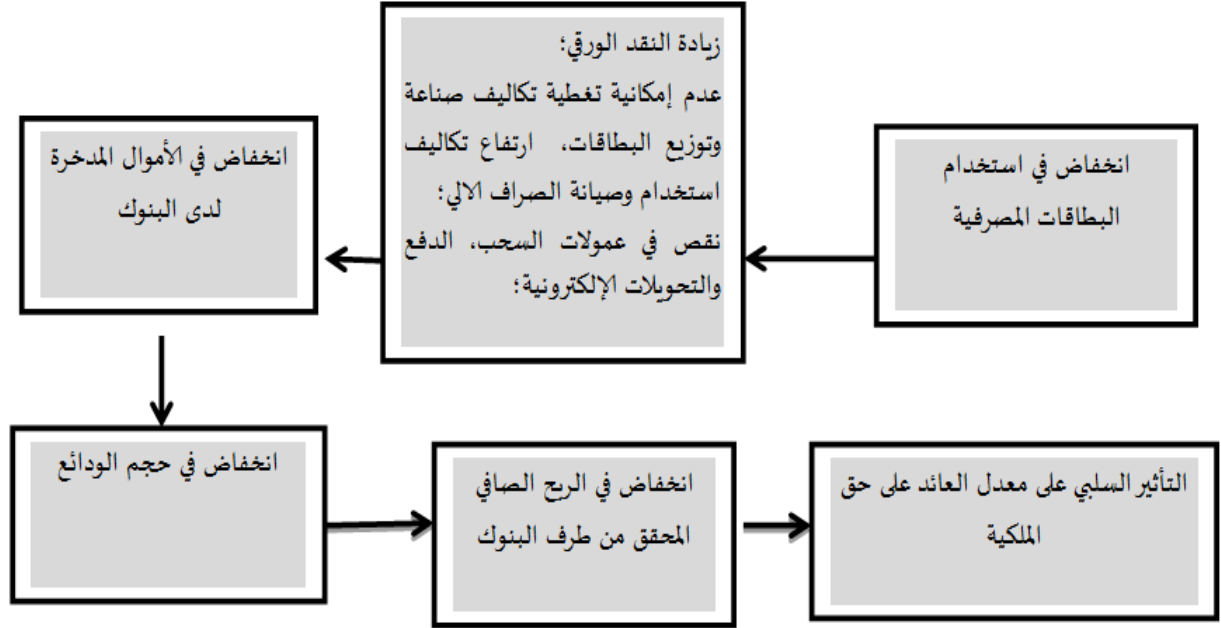 انخفاض في استخدام
البطاقات المصرفية
زيادة النقد الورقي؛
عدم إمكانية تغطية تكاليف صناعة
وتوزيع البطاقات، ارتفاع تكاليف
استخدام وصيانة الصراف الالي؛
نقص في عمولات السحب، الدفع
والتحويلات الإلكترونية؛
انخفاض في الأموال المدخرة
لدى البنوك
انخفاض في حجم الودائع
انخفاض في الربح الصافي
المحقق من طرف البنوك
التأثير السلبي على معدل العائد على حق
الملكية